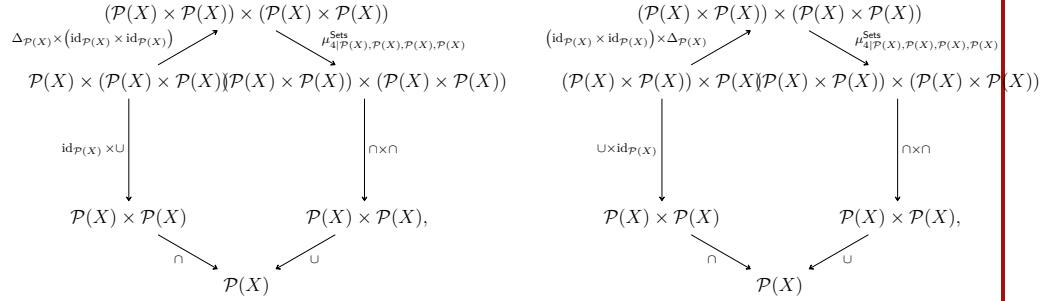 (𝒫(X) × 𝒫(X)) × (𝒫(X) × 𝒫(X))
Δ_{𝒫(X)}×(id_{𝒫(X)} × id_{𝒫(X)})
μ^{Sets}_{4|𝒫(X),𝒫(X),𝒫(X),𝒫(X)}
𝒫(X) × (𝒫(X) × 𝒫(X))
(𝒫(X) × 𝒫(X)) × (𝒫(X) × 𝒫(X))
id_{𝒫(X)} ×∪
∩×∩
𝒫(X) × 𝒫(X)
𝒫(X) × 𝒫(X),
∩
∪
𝒫(X)
(𝒫(X) × 𝒫(X)) × (𝒫(X) × 𝒫(X))
(id_{𝒫(X)} × id_{𝒫(X)})×Δ_{𝒫(X)}
μ^{Sets}_{4|𝒫(X),𝒫(X),𝒫(X),𝒫(X)}
(𝒫(X) × 𝒫(X)) × 𝒫(X)
(𝒫(X) × 𝒫(X)) × (𝒫(X) × 𝒫(X))
∪×id_{𝒫(X)}
∩×∩
𝒫(X) × 𝒫(X)
𝒫(X) × 𝒫(X),
∩
∪
𝒫(X)